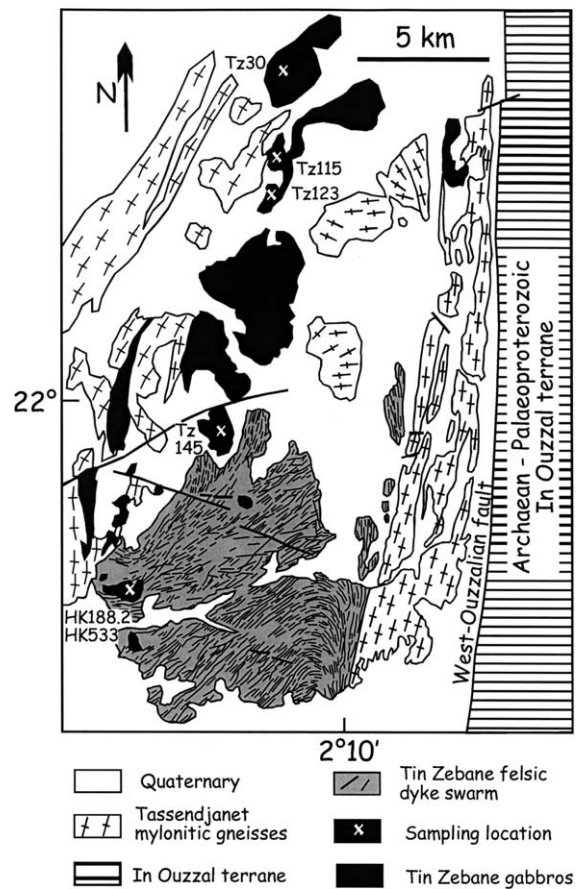 Tz30
5 km
N
Tz115
Tz123
22°
Tz
145
HK188.2
HK533
West-Ouzzalian fault
Archaean - Palaeoproterozoic
In Ouzzal terrane
2°10'
Quaternary
Tassendjanet
mylonitic gneisses
In Ouzzal terrane
Tin Zebane felsic
dyke swarm
Sampling location
Tin Zebane gabbros